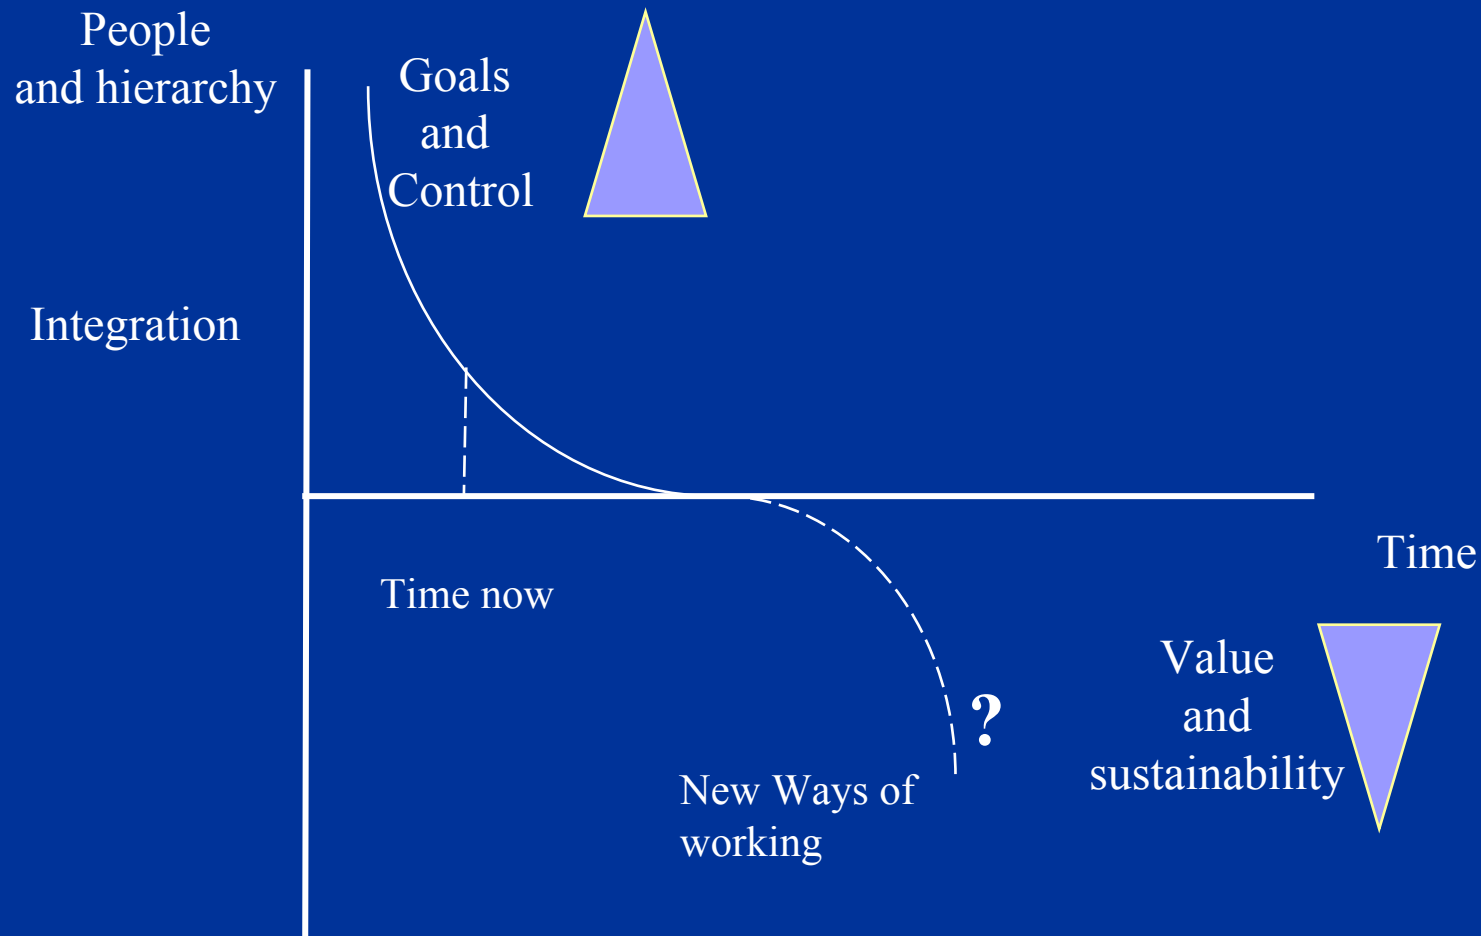 People
and hierarchy
Goals
and
Control
Integration
Time
Time now
Value
and
sustainability
?
New Ways of
working